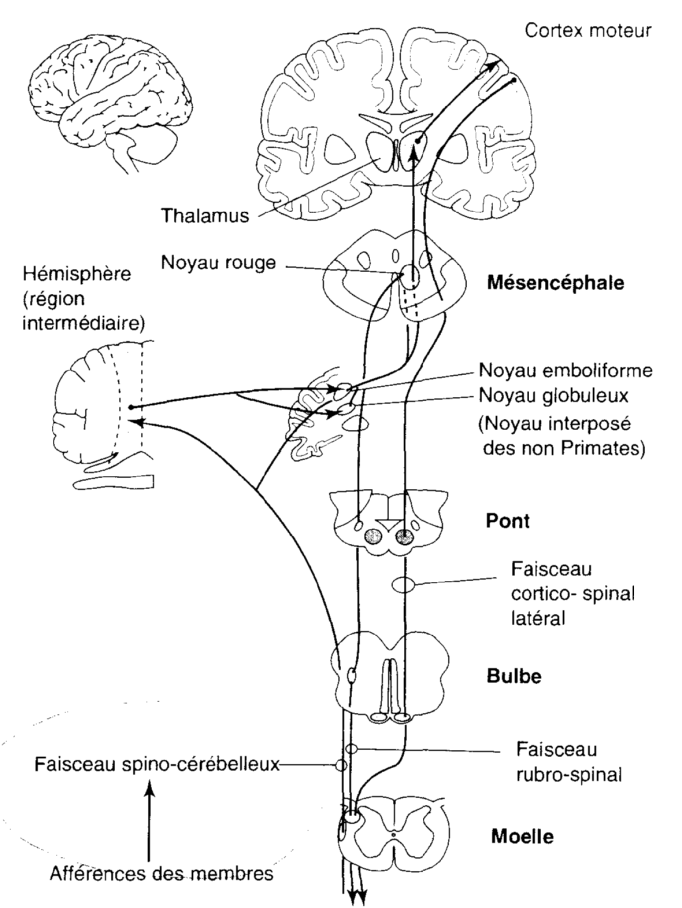 Cortex moteur
Thalamus
Noyau rouge
Mésencéphale
Hémisphère
(région
intermédiaire)
Noyau emboliforme
Noyau globuleux
(Noyau interposé
des non Primates)
Pont
Faisceau
cortico- spinal
latéral
Bulbe
Faisceau spino-cérébelleux
Faisceau
rubro-spinal
Moelle
Afférences des membres